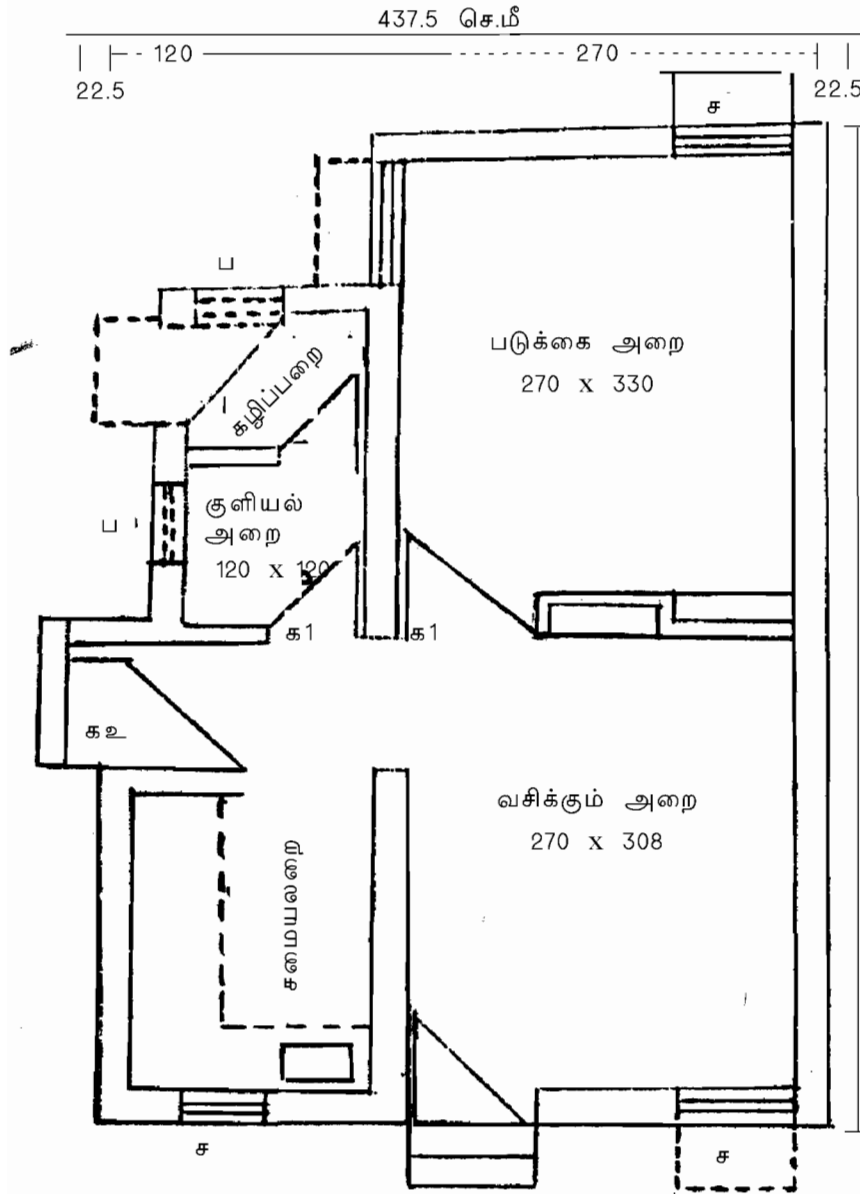 437.5 செ.மீ
120 270
22.5 22.5
ச
ப
படுக்கை அறை
270 x 330
கழிப்பறை
குளியல்
அறை
120 x 120
ப
க1 க1
கஉ
வசிக்கும் அறை
270 x 308
சமையலறை
ச ச